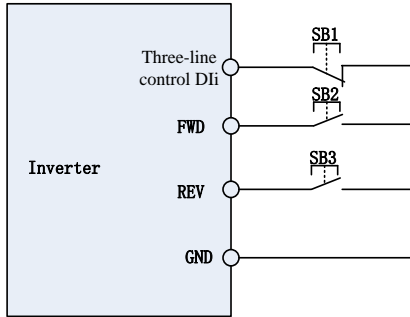 SB1
Three-line
control DIi
SB2
FWD
SB3
Inverter
REV
GND